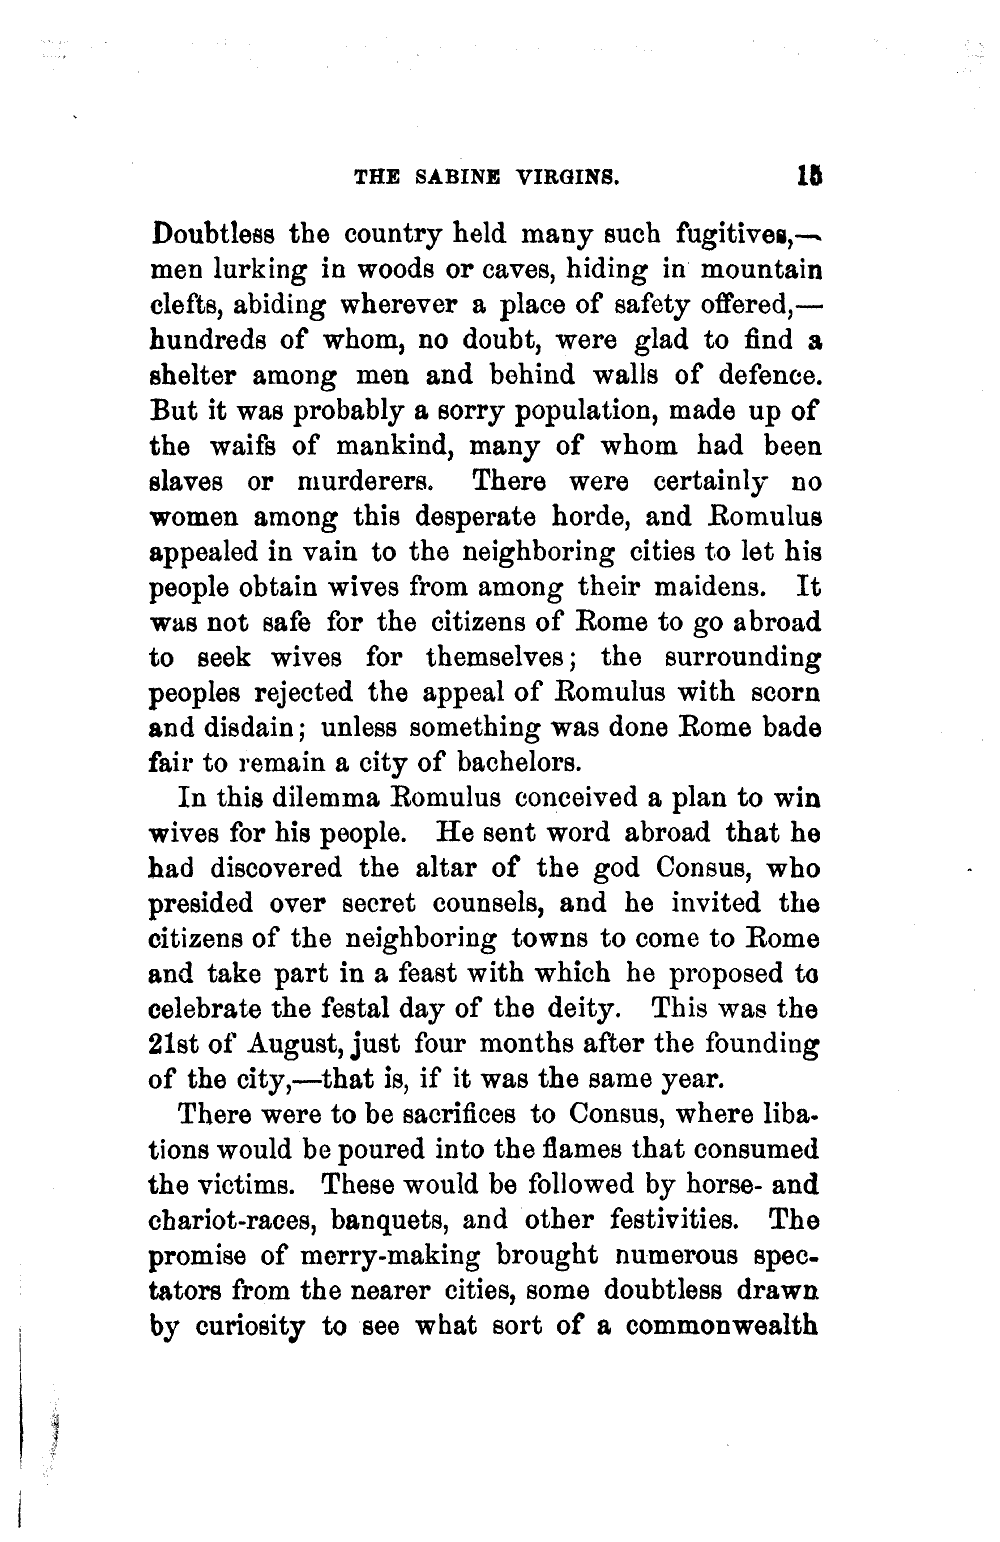 THE SABINE VIRGINS. 15
Doubtless the country held many such fugitives,—
men lurking in woods or caves, hiding in mountain
clefts, abiding wherever a place of safety offered,—
hundreds of whom, no doubt, were glad to find a
shelter among men and behind walls of defence.
But it was probably a sorry population, made up of
the waifs of mankind, many of whom had been
slaves or murderers. There were certainly no
women among this desperate horde, and Romulus
appealed in vain to the neighboring cities to let his
people obtain wives from among their maidens. It
was not safe for the citizens of Rome to go abroad
to seek wives for themselves; the surrounding
peoples rejected the appeal of Romulus with scorn
and disdain; unless something was done Rome bade
fair to remain a city of bachelors.
In this dilemma Romulus conceived a plan to win
wives for his people. He sent word abroad that he
had discovered the altar of the god Consus, who
presided over secret counsels, and he invited the
citizens of the neighboring towns to come to Rome
and take part in a feast with which he proposed to
celebrate the festal day of the deity. This was the
21st of August, just four months after the founding
of the city,—that is, if it was the same year.
There were to be sacrifices to Consus, where liba-
tions would be poured into the flames that consumed
the victims. These would be followed by horse- and
chariot-races, banquets, and other festivities. The
promise of merry-making brought numerous spec-
tators from the nearer cities, some doubtless drawn
by curiosity to see what sort of a commonwealth